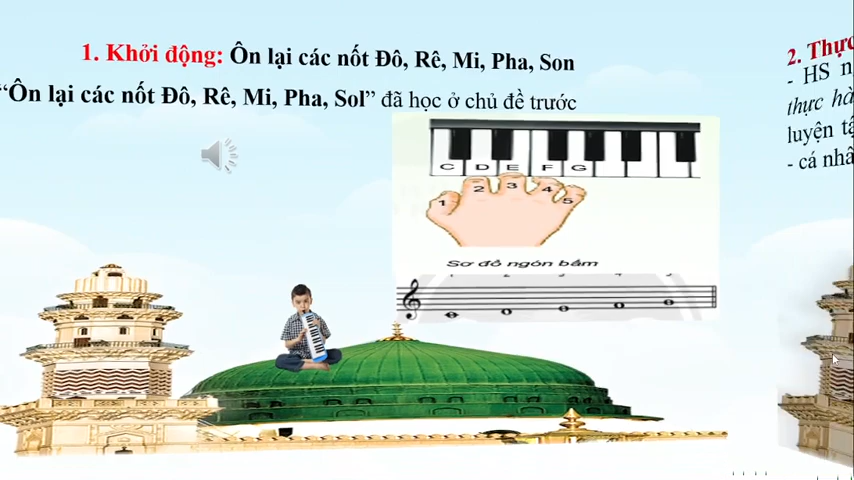 1. Khởi động: Ôn lại các nốt Đô, Rê, Mi, Pha, Son
“Ôn lại các nốt Đô, Rê, Mi, Pha, Sol” đã học ở chủ đề trước
C D E F G
1 2 3 4 5
Sơ đồ ngón bấm
2. Thực
- HS n
thực hà
luyện tậ
- cá nhâ